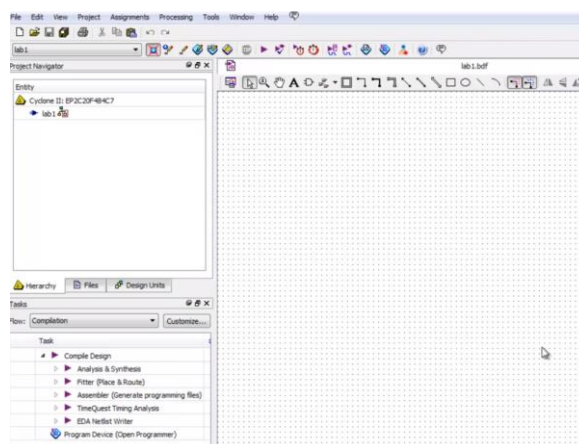 File Edit View Project Assignments Processing Tools Window Help
lab1
Project Navigator
lab1.bdf
Entity
Cyclone II: EP2C20F484C7
lab1
Hierarchy Files Design Units
Tasks
Flow: Compilation Customize...
Task
Compile Design
Analysis & Synthesis
Fitter (Place & Route)
Assembler (Generate programming files)
TimeQuest Timing Analysis
EDA Netlist Writer
Program Device (Open Programmer)